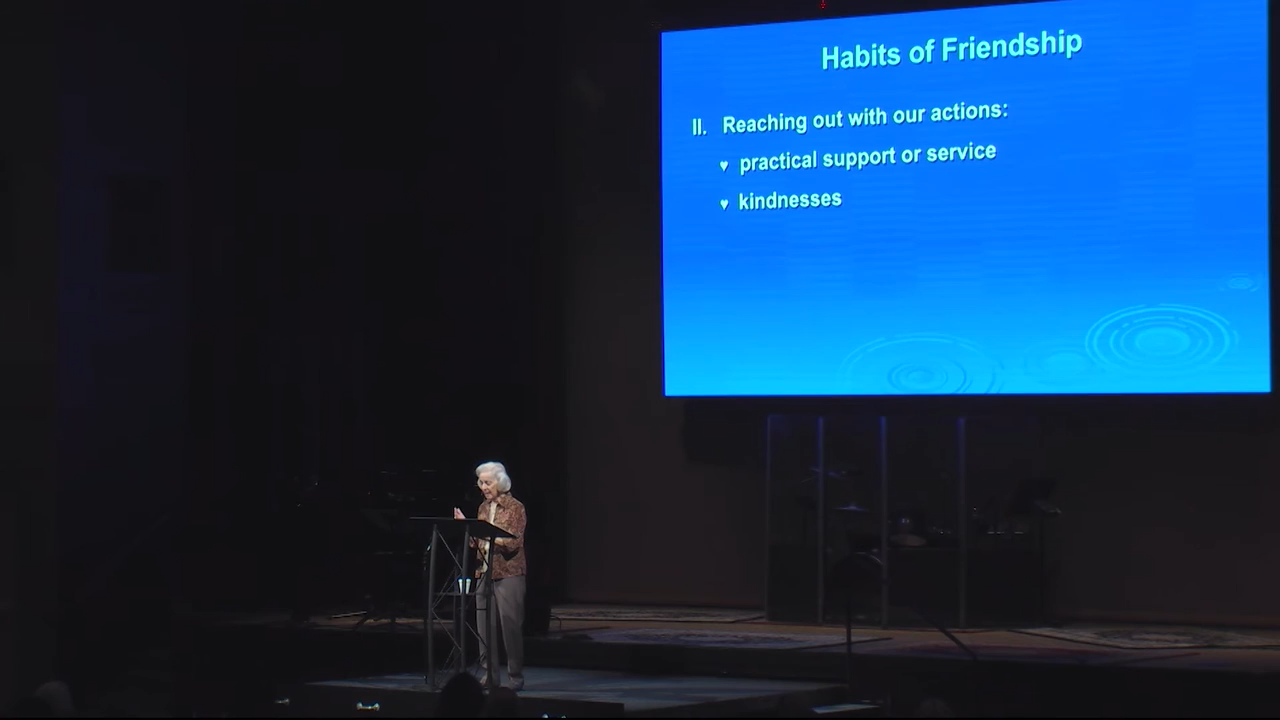 Habits of Friendship
II. Reaching out with our actions:
♥ practical support or service
♥ kindnesses